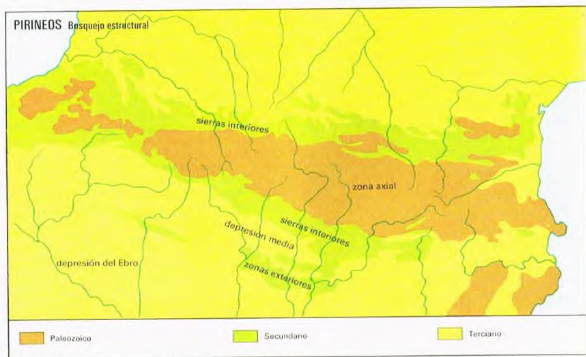 PIRINEOS Bosquejo estructural
sierras interiores
zona axial
sierras interiores
depresión media
depresión del Ebro
zonas exteriores
Paleozoico
Secundario
Terciario